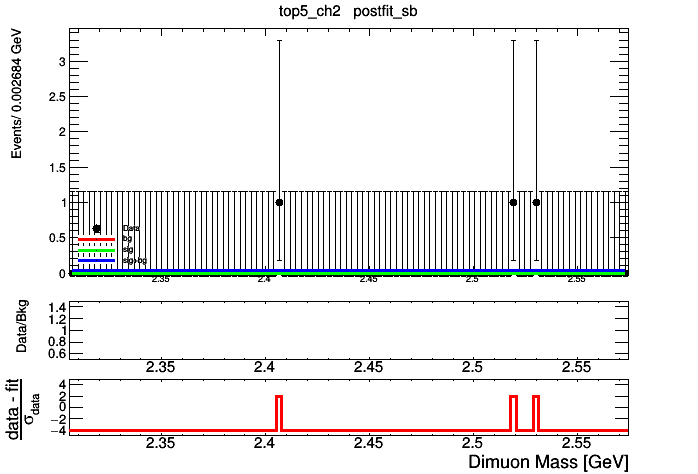 top5_ch2 postfit_sb
Events/ 0.002684 GeV
3
2.5
2
1.5
1
0.5
0
Data
bg
sig
sig+bg
2.35 2.4 2.45 2.5 2.55
Data/Bkg
1.4
1.2
1
0.8
0.6
2.35 2.4 2.45 2.5 2.55
data - fit
σdata
4
2
0
−2
−4
2.35 2.4 2.45 2.5 2.55
Dimuon Mass [GeV]